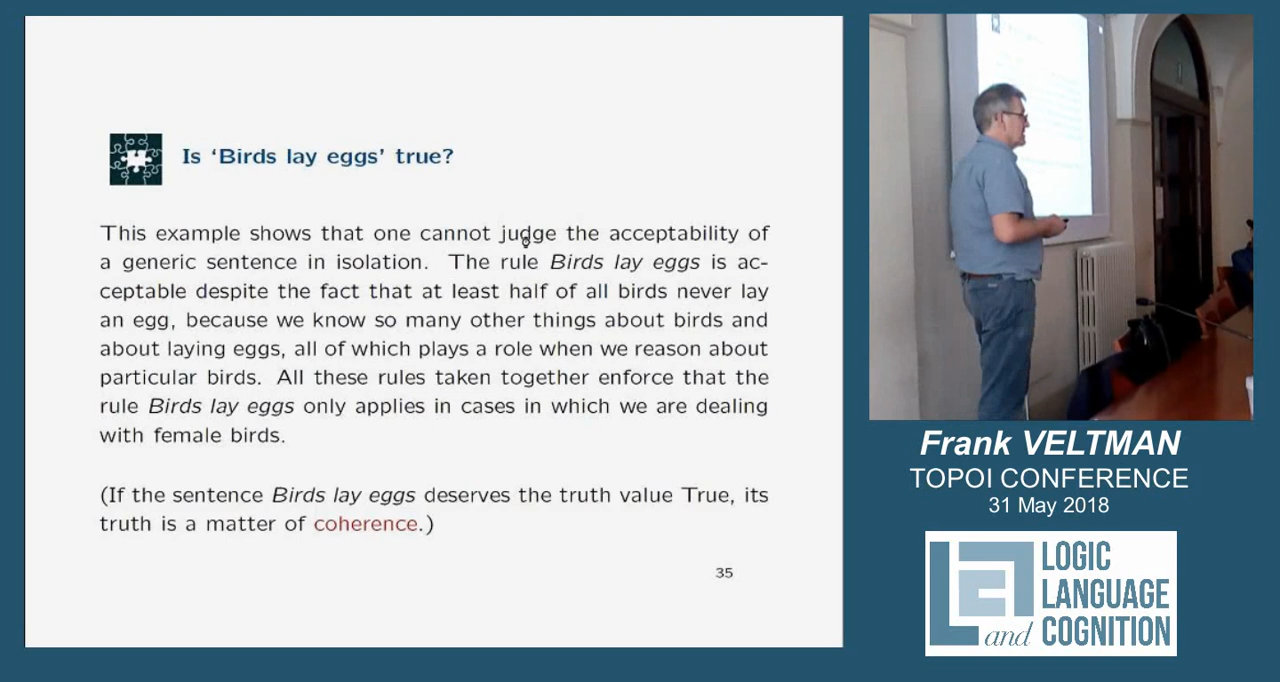 Is ‘Birds lay eggs’ true?
This example shows that one cannot judge the acceptability of
a generic sentence in isolation. The rule Birds lay eggs is ac-
ceptable despite the fact that at least half of all birds never lay
an egg, because we know so many other things about birds and
about laying eggs, all of which plays a role when we reason about
particular birds. All these rules taken together enforce that the
rule Birds lay eggs only applies in cases in which we are dealing
with female birds.
(If the sentence Birds lay eggs deserves the truth value True, its
truth is a matter of coherence.)
35
Frank VELTMAN
TOPOI CONFERENCE
31 May 2018
LOGIC
LANGUAGE
and COGNITION